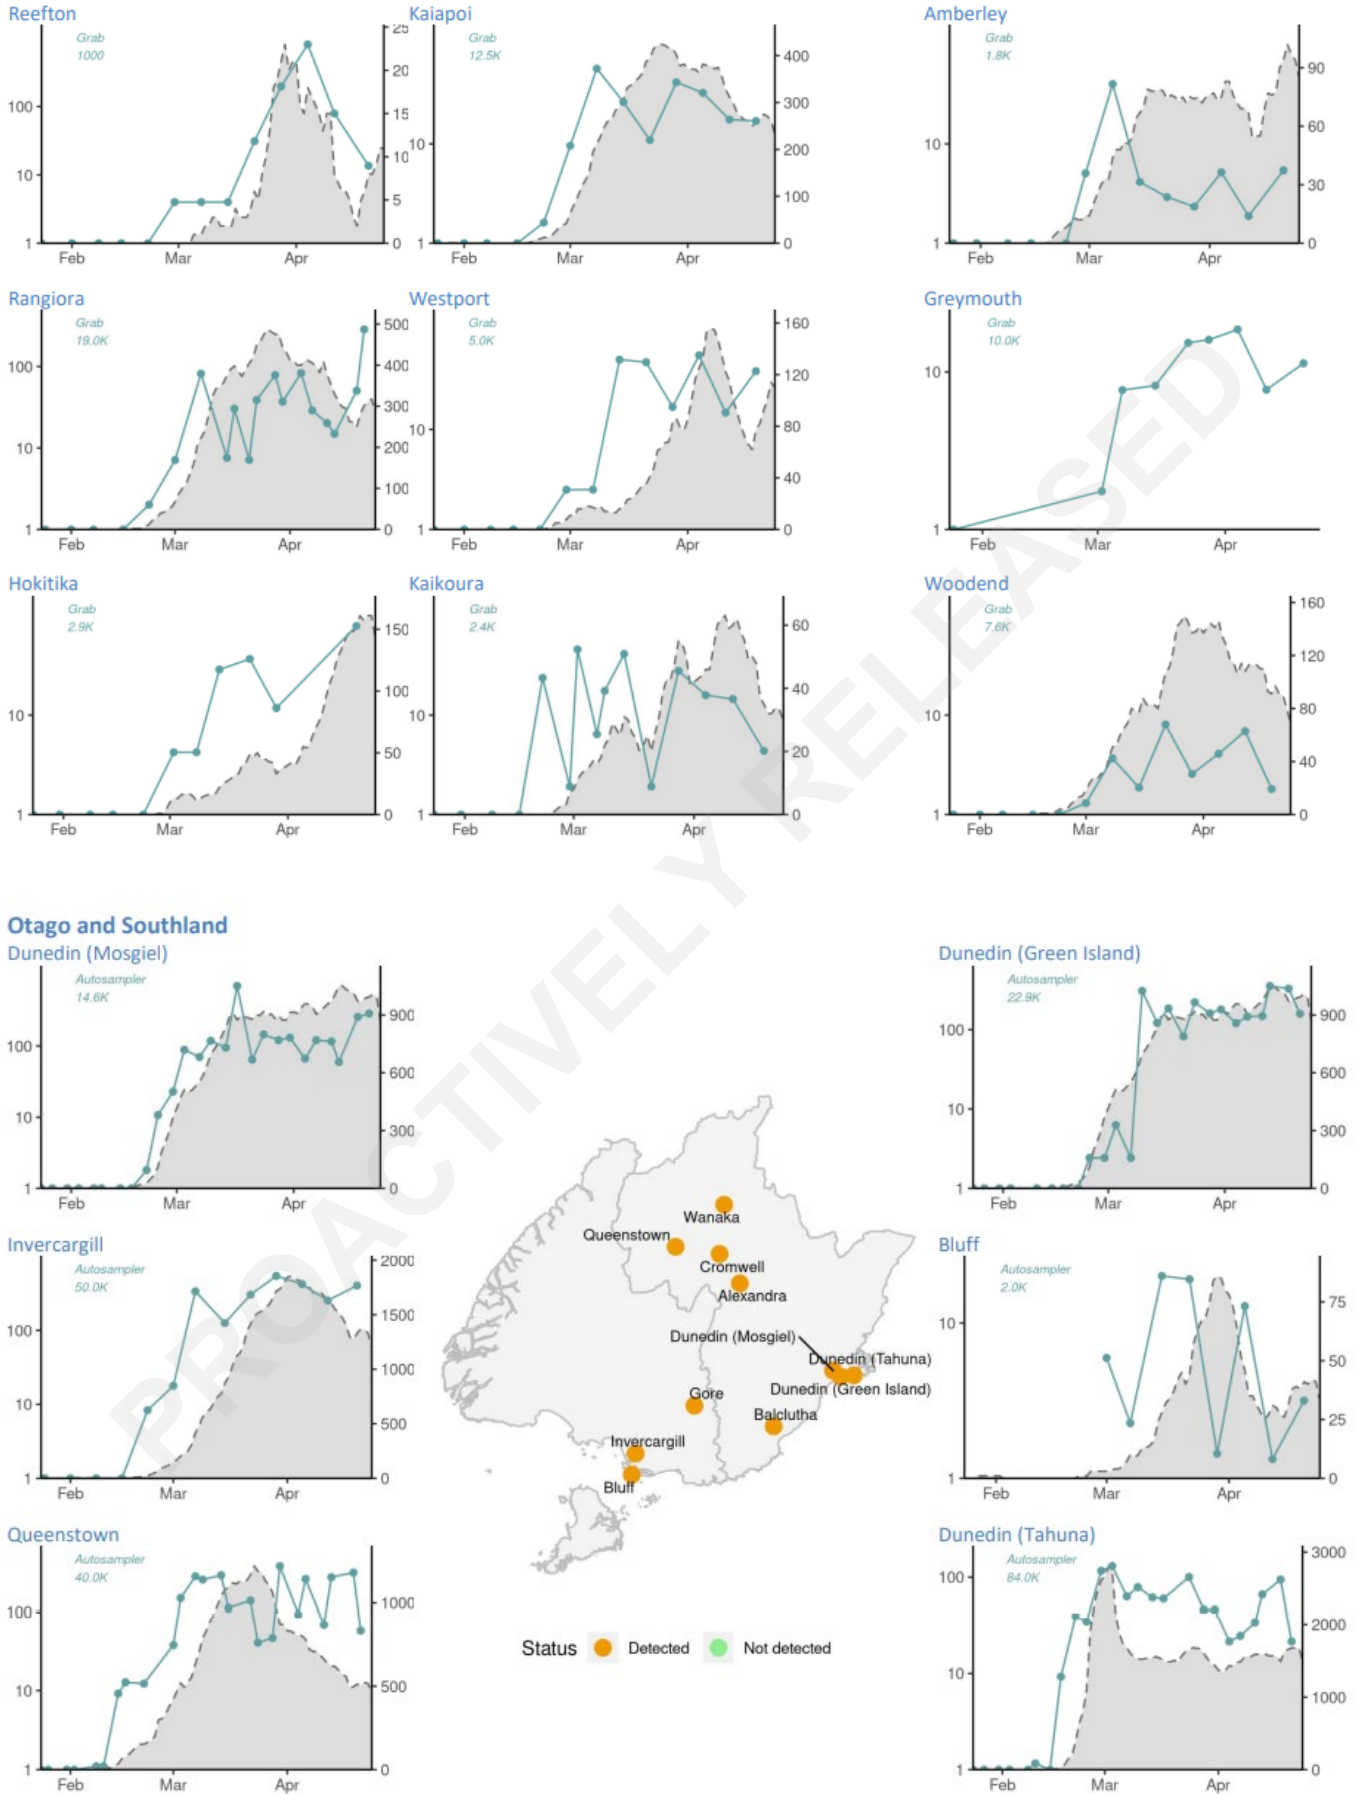 Reefton
Grab
1000
100
10
1
25
20
15
10
5
0
Feb Mar Apr
Kaiapoi
Grab
12.5K
10
1
400
300
200
100
0
Feb Mar Apr
Amberley
Grab
1.8K
10
1
90
60
30
0
Feb Mar Apr
Rangiora
Grab
19.0K
100
10
1
500
400
300
200
100
0
Feb Mar Apr
Westport
Grab
5.0K
10
1
160
120
80
40
0
Feb Mar Apr
Greymouth
Grab
10.0K
10
1
Feb Mar Apr
Hokitika
Grab
2.9K
10
1
150
100
50
0
Feb Mar Apr
Kaikoura
Grab
2.4K
10
1
60
40
20
0
Feb Mar Apr
Woodend
Grab
7.6K
10
1
160
120
80
40
0
Feb Mar Apr
PROACTIVELY RELEASED
Otago and Southland
Dunedin (Mosgiel)
Autosampler
14.6K
100
10
1
900
600
300
0
Feb Mar Apr
Dunedin (Green Island)
Autosampler
22.9K
100
10
1
900
600
300
0
Feb Mar Apr
Invercargill
Autosampler
50.0K
100
10
1
2000
1500
1000
500
0
Feb Mar Apr
Wanaka
Queenstown
Cromwell
Alexandra
Dunedin (Mosgiel)
Dunedin (Tahuna)
Dunedin (Green Island)
Gore
Balclutha
Invercargill
Bluff
Bluff
Autosampler
2.0K
10
1
75
50
25
0
Feb Mar Apr
Queenstown
Autosampler
40.0K
100
10
1
1000
500
0
Feb Mar Apr
Status Detected Not detected
Dunedin (Tahuna)
Autosampler
84.0K
100
10
1
3000
2000
1000
0
Feb Mar Apr